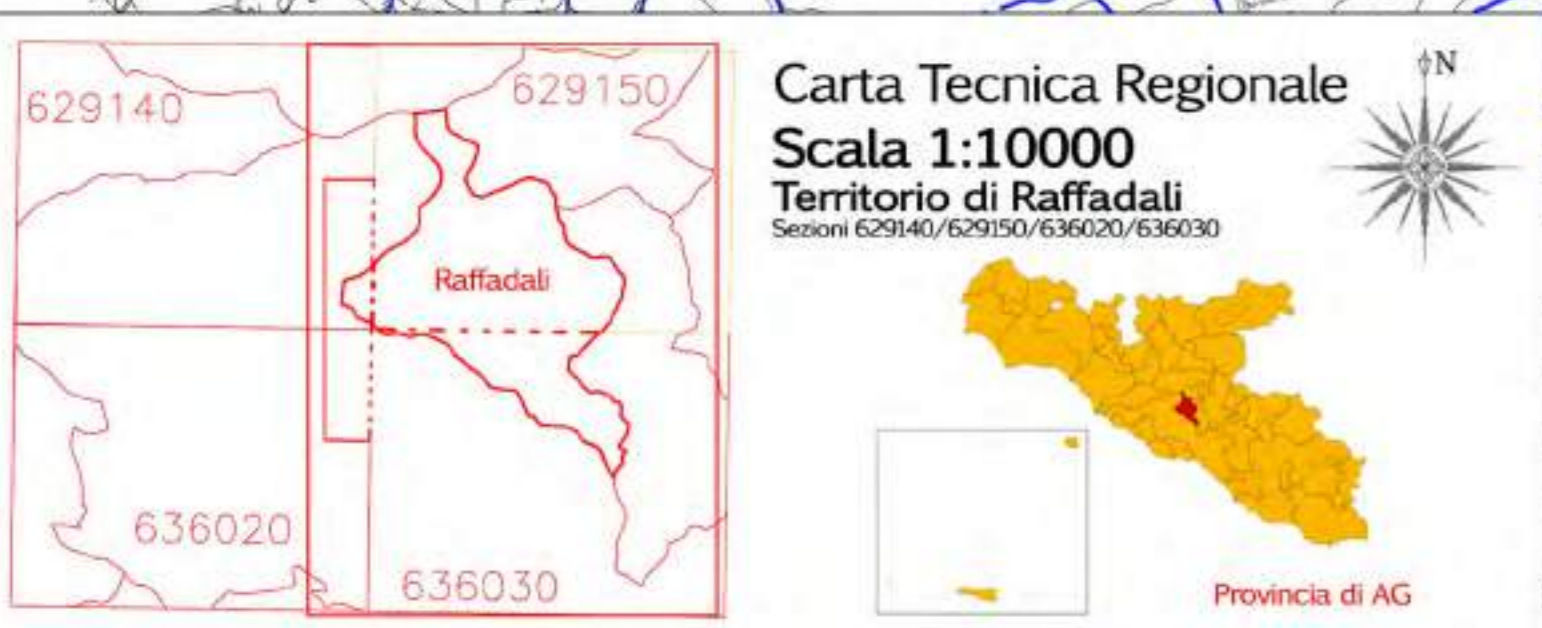 629140
629150
Raffadali
636020
636030
Carta Tecnica Regionale
Scala 1:10000
Territorio di Raffadali
Sezioni 629140/629150/636020/636030
N
Provincia di AG